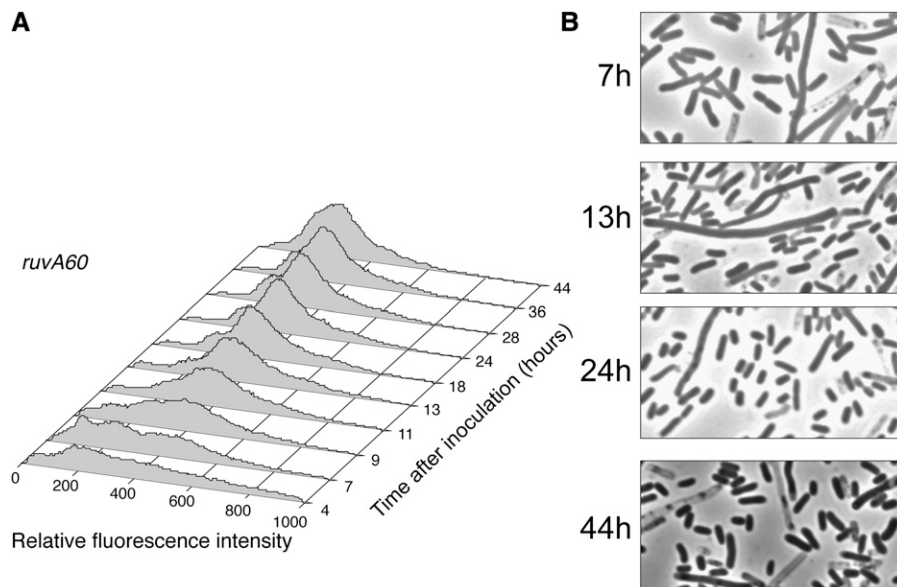 A
ruvA60
0
200
400
600
800
1000
4
7
9
11
13
18
24
28
36
44
Time after inoculation (hours)
Relative fluorescence intensity
B
7h
13h
24h
44h